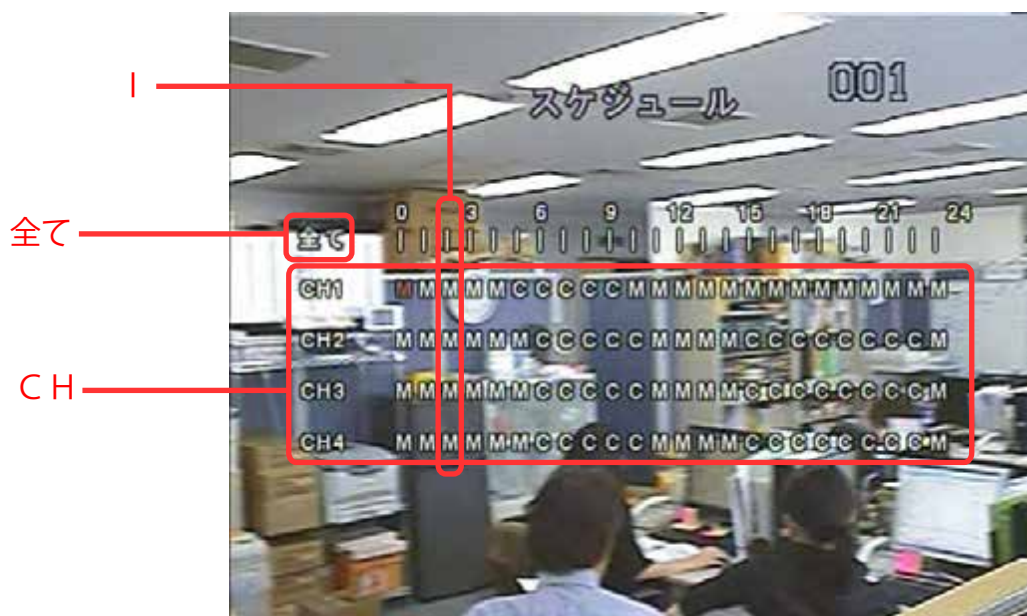 I
スケジュール 001
0 3 6 9 12 15 18 21 24
全て 全て | | | | | | | | | | | | | | | | | | | | | | | |
CH1 M M M M M C C C C C M M M M M M M M M M M M M M
CH2 M M M M M M C C C C C M M M M C C C C C C C C M
CH CH3 M M M M M M C C C C C M M M M C C C C C C C C M
CH4 M M M M M M C C C C C M M M M C C C C C C C C M